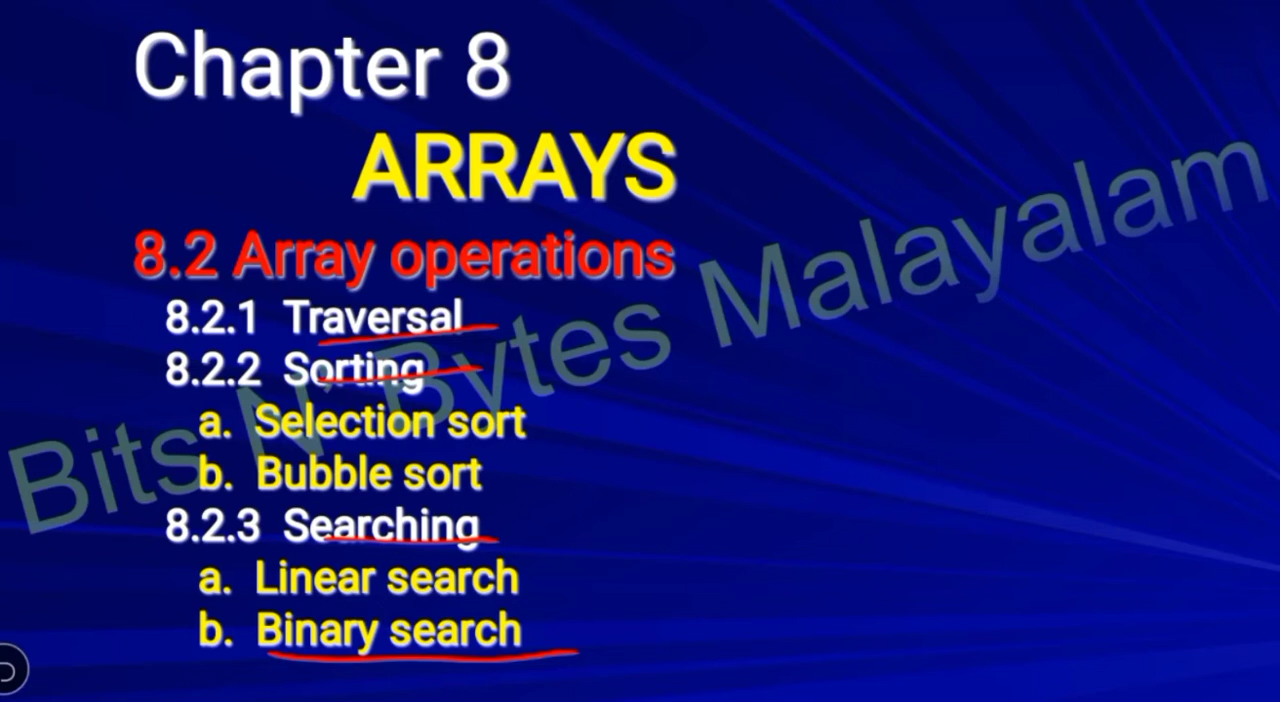 Chapter 8
ARRAYS
8.2 Array operations
8.2.1 Traversal
8.2.2 Sorting
a. Selection sort
b. Bubble sort
8.2.3 Searching
a. Linear search
b. Binary search
Bits N' Bytes Malayalam